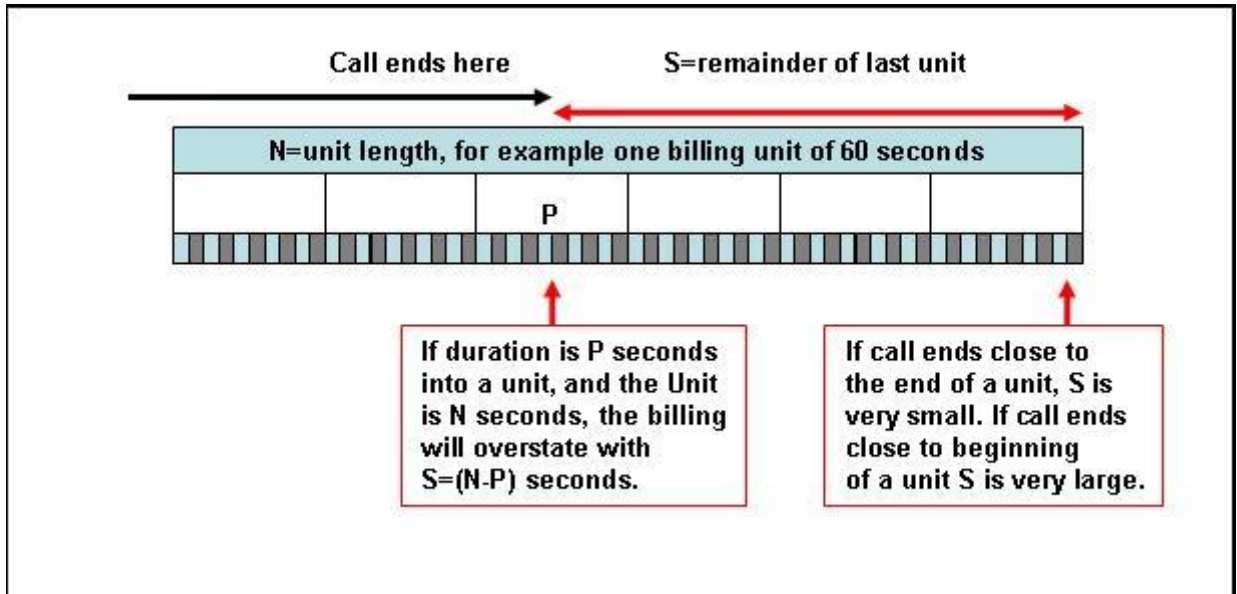 Call ends here
S=remainder of last unit
N=unit length, for example one billing unit of 60 seconds
P
If duration is P seconds
into a unit, and the Unit
is N seconds, the billing
will overstate with
S=(N-P) seconds.
If call ends close to
the end of a unit, S is
very small. If call ends
close to beginning
of a unit S is very large.